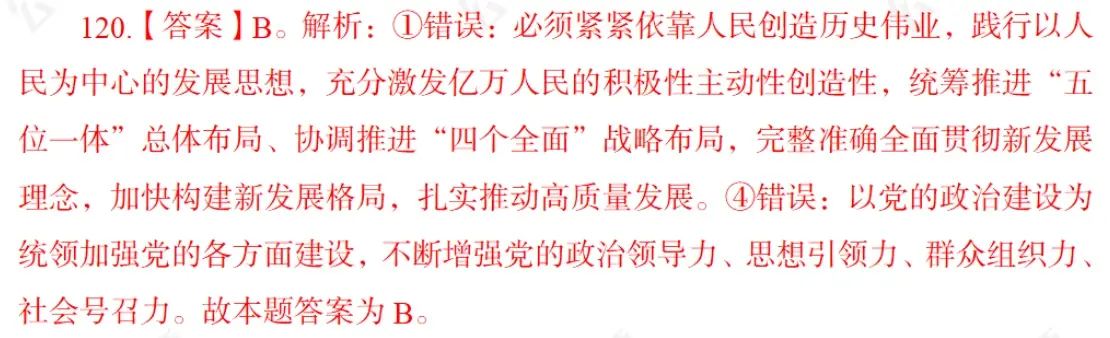 120.【答案】B。解析：①错误：必须紧紧依靠人民创造历史伟业，践行以人
民为中心的发展思想，充分激发亿万人民的积极性主动性创造性，统筹推进“五
位一体”总体布局、协调推进“四个全面”战略布局，完整准确全面贯彻新发展
理念，加快构建新发展格局，扎实推动高质量发展。④错误：以党的政治建设为
统领加强党的各方面建设，不断增强党的政治领导力、思想引领力、群众组织力、
社会号召力。故本题答案为 B。